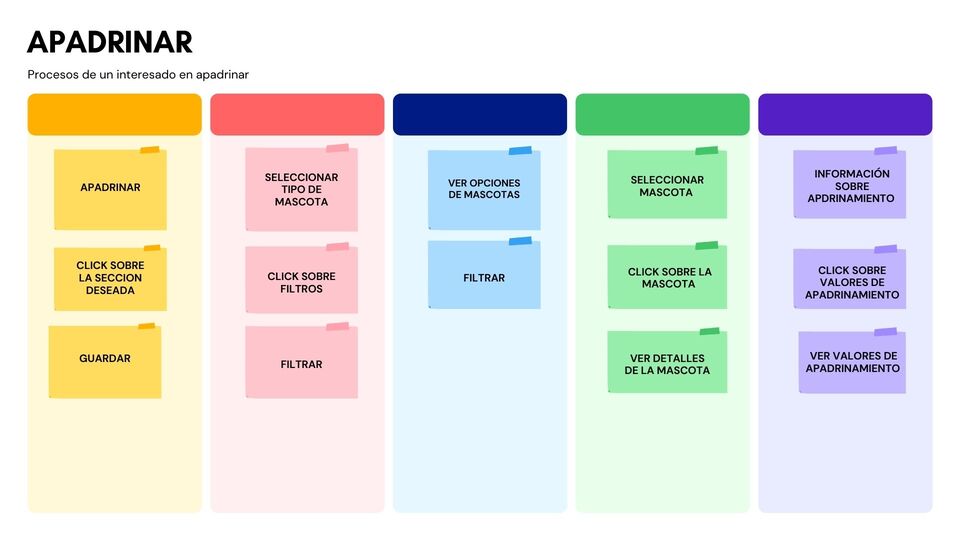 APADRINAR
Procesos de un interesado en apadrinar
APADRINAR
CLICK SOBRE
LA SECCION
DESEADA
GUARDAR
SELECCIONAR
TIPO DE
MASCOTA
CLICK SOBRE
FILTROS
FILTRAR
VER OPCIONES
DE MASCOTAS
FILTRAR
SELECCIONAR
MASCOTA
CLICK SOBRE LA
MASCOTA
VER DETALLES
DE LA MASCOTA
INFORMACIÓN
SOBRE
APDRINAMIENTO
CLICK SOBRE
VALORES DE
APADRINAMIENTO
VER VALORES DE
APADRINAMIENTO